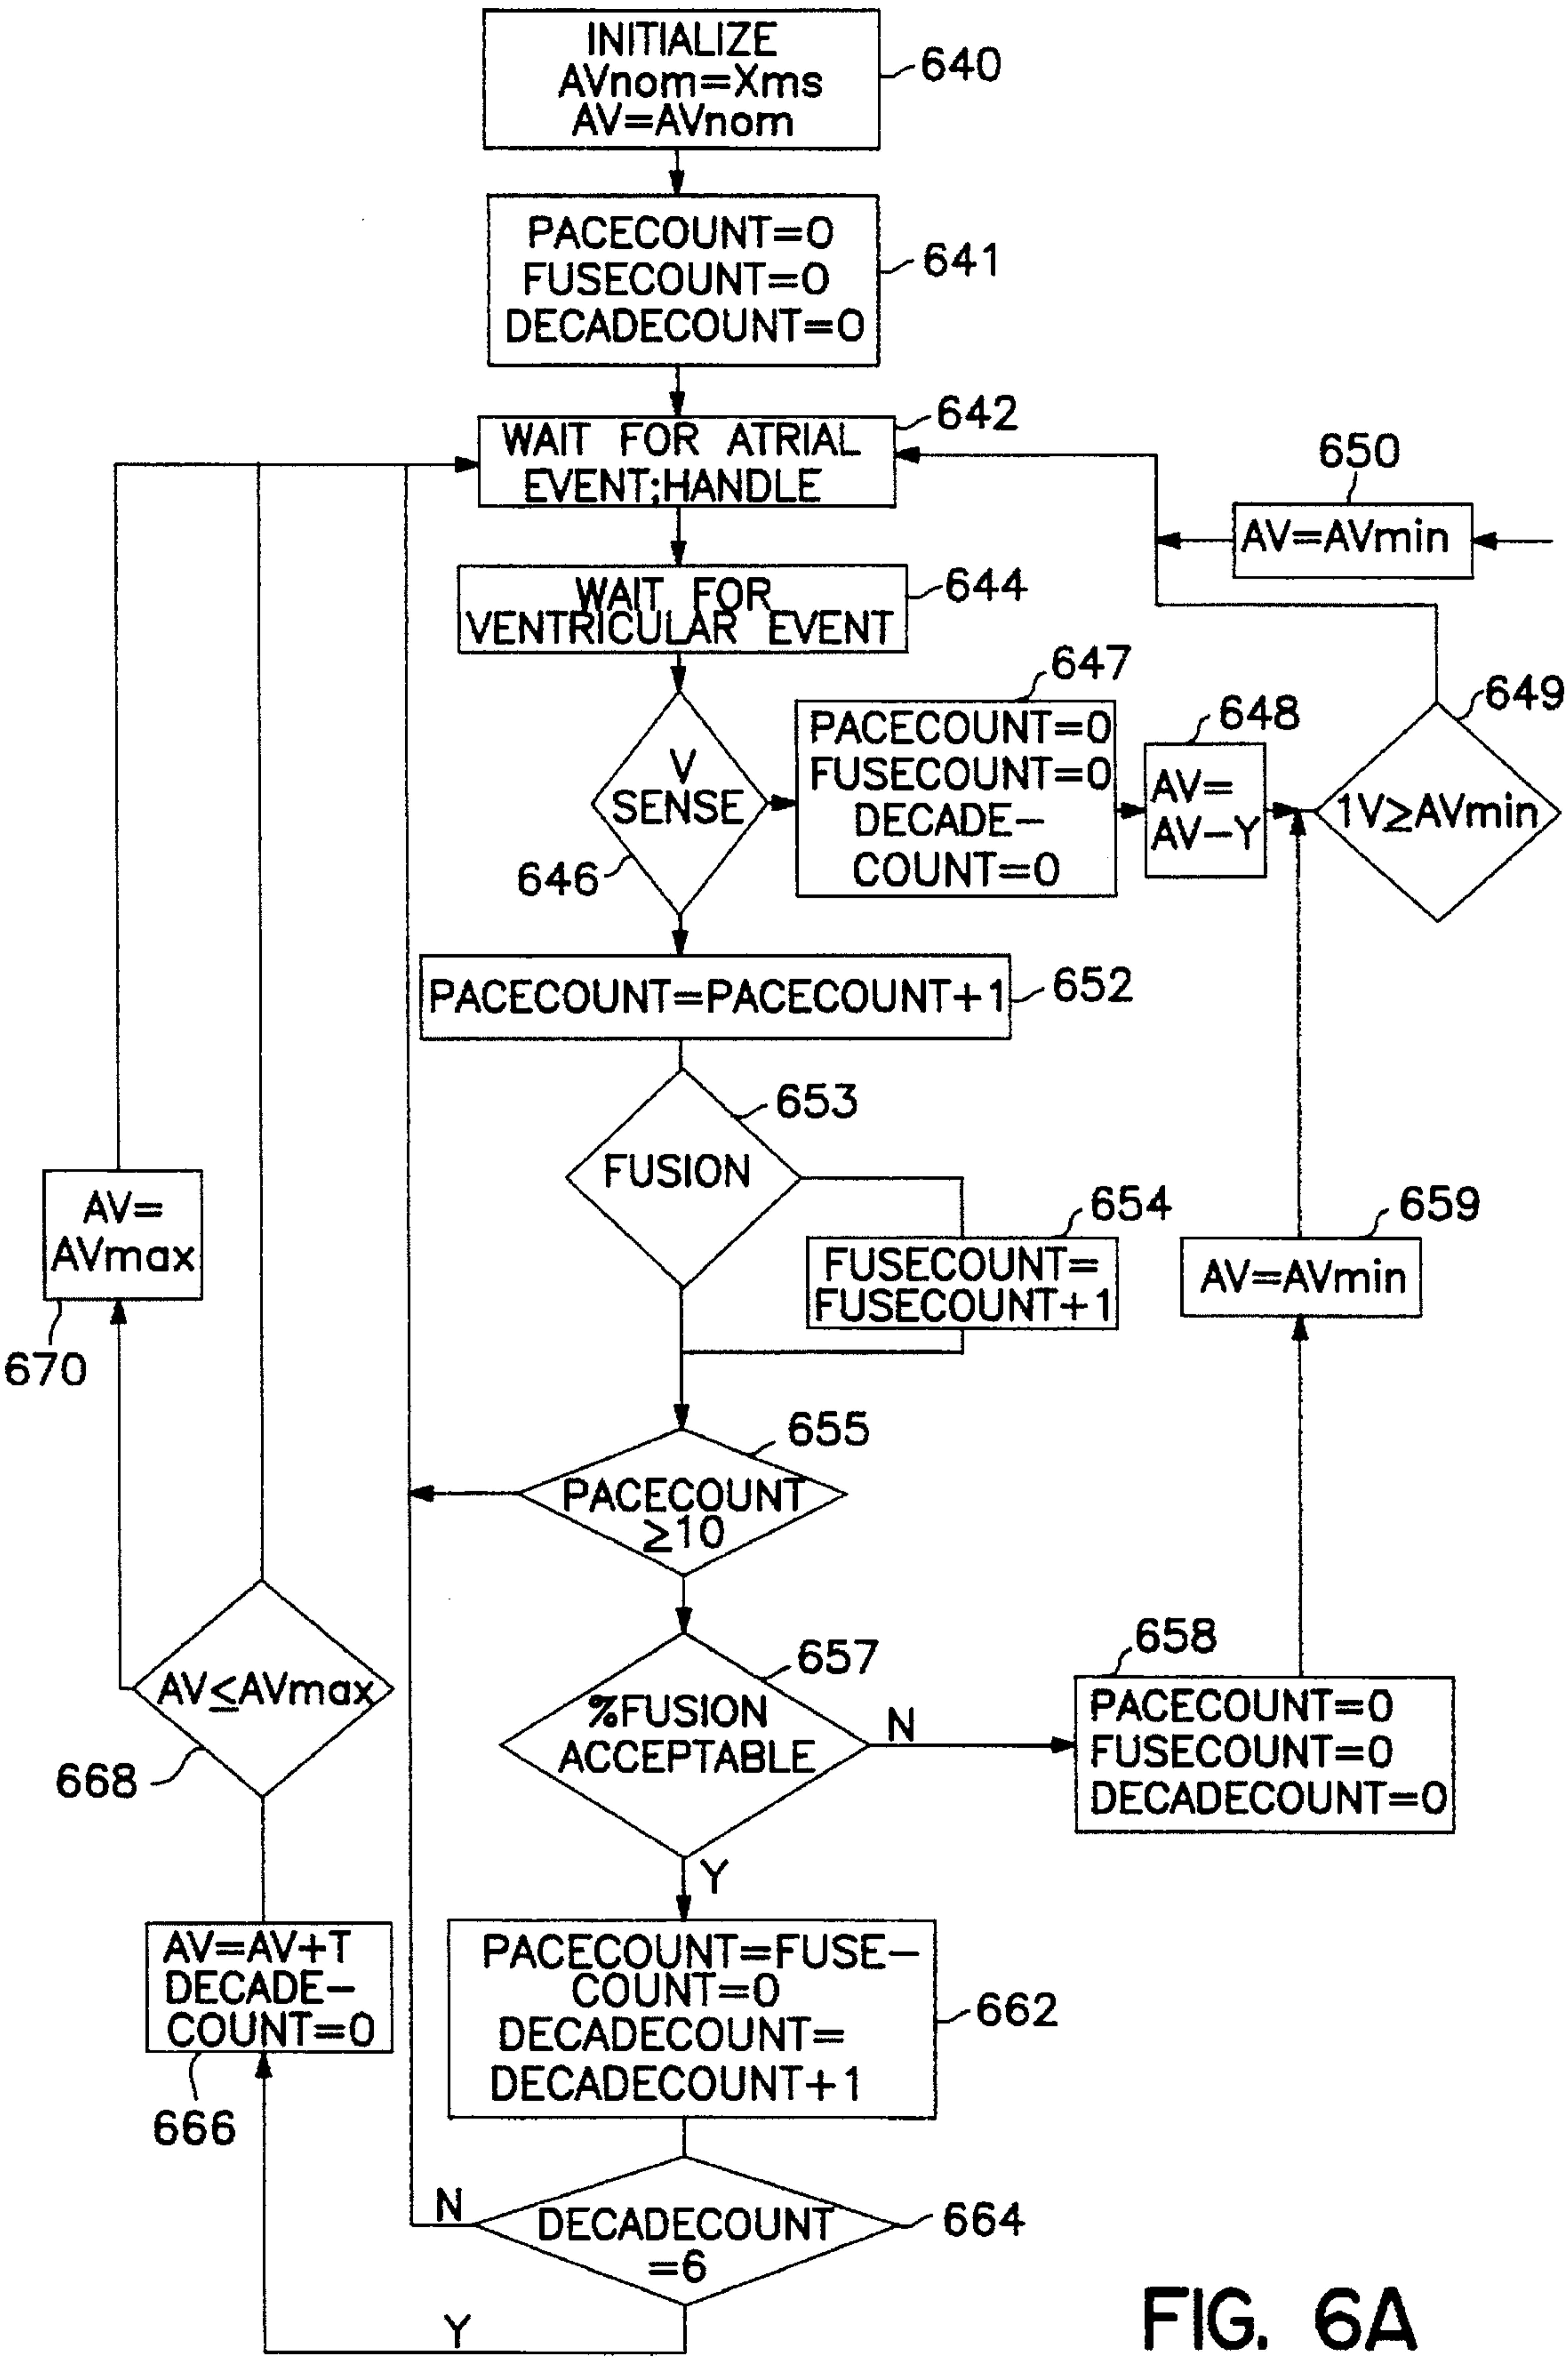 INITIALIZE
AVnom=Xms
AV=AVnom
640
PACECOUNT=0
FUSECOUNT=0
DECADECOUNT=0
641
WAIT FOR ATRIAL
EVENT;HANDLE
642
650
AV=AVmin
WAIT FOR
VENTRICULAR EVENT
644
V
SENSE
646
647
PACECOUNT=0
FUSECOUNT=0
DECADE-
COUNT=0
648
AV=
AV-Y
649
1V≥AVmin
PACECOUNT=PACECOUNT+1
652
FUSION
653
654
FUSECOUNT=
FUSECOUNT+1
659
AV=AVmin
AV=
AVmax
670
PACECOUNT
≥10
655
%FUSION
ACCEPTABLE
657
N
Y
658
PACECOUNT=0
FUSECOUNT=0
DECADECOUNT=0
AV≤AVmax
668
AV=AV+T
DECADE-
COUNT=0
666
PACECOUNT=FUSE-
COUNT=0
DECADECOUNT=
DECADECOUNT+1
662
N
DECADECOUNT
=6
664
Y
FIG. 6A